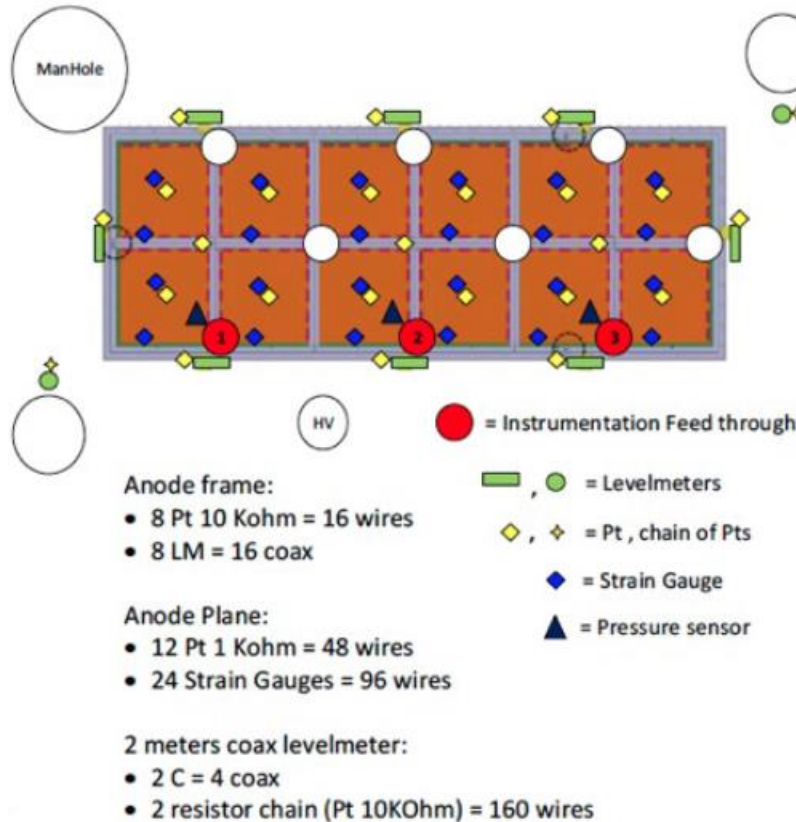 ManHole
1
2
3
HV
= Instrumentation Feed through
Anode frame:
• 8 Pt 10 Kohm = 16 wires
• 8 LM = 16 coax
, = Levelmeters
, = Pt , chain of Pts
= Strain Gauge
= Pressure sensor
Anode Plane:
• 12 Pt 1 Kohm = 48 wires
• 24 Strain Gauges = 96 wires
2 meters coax levelmeter:
• 2 C = 4 coax
• 2 resistor chain (Pt 10KOhm) = 160 wires